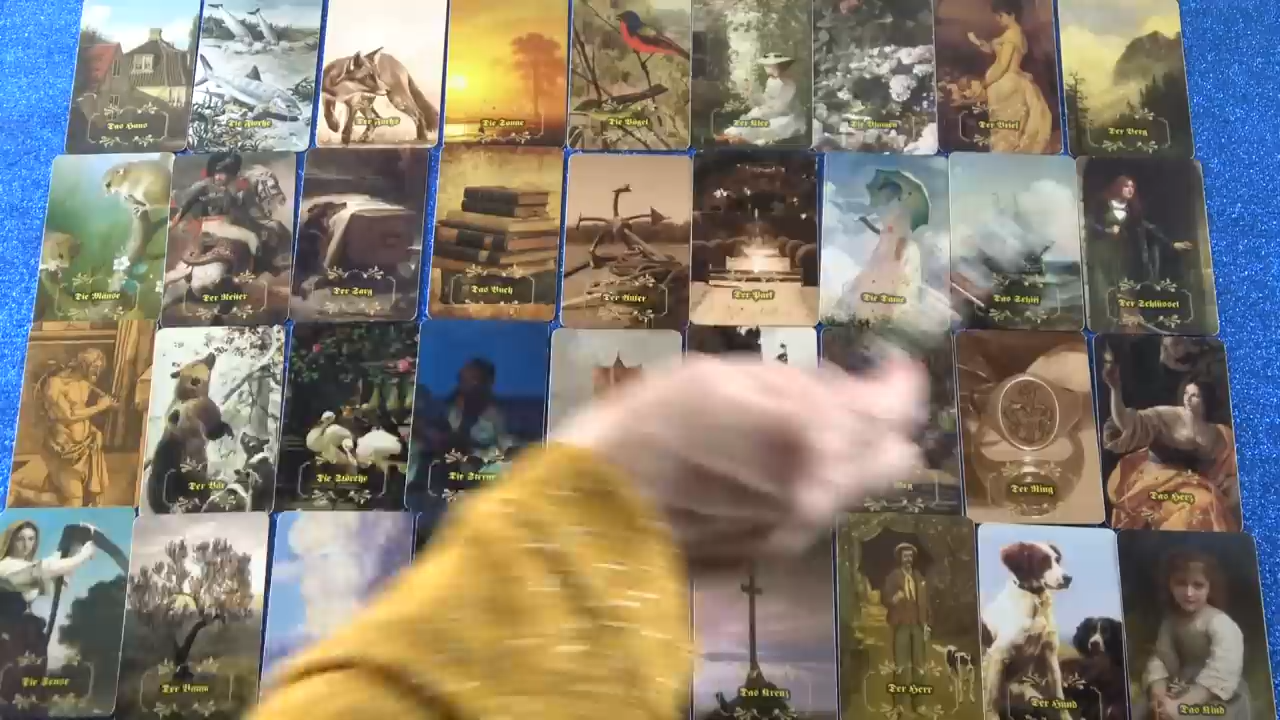 Das Haus
Die Fische
Der Fuchs
Die Sonne
Die Vögel
Der Klee
Die Blumen
Der Brief
Der Berg
Die Mäuse
Der Reiter
Der Sarg
Das Buch
Der Anker
Der Park
Die Dame
Das Schiff
Der Schlüssel
Der Bär
Die Störche
Die Sterne
Der Ring
Das Herz
Die Sense
Der Baum
Das Kreuz
Der Herr
Der Hund
Das Kind